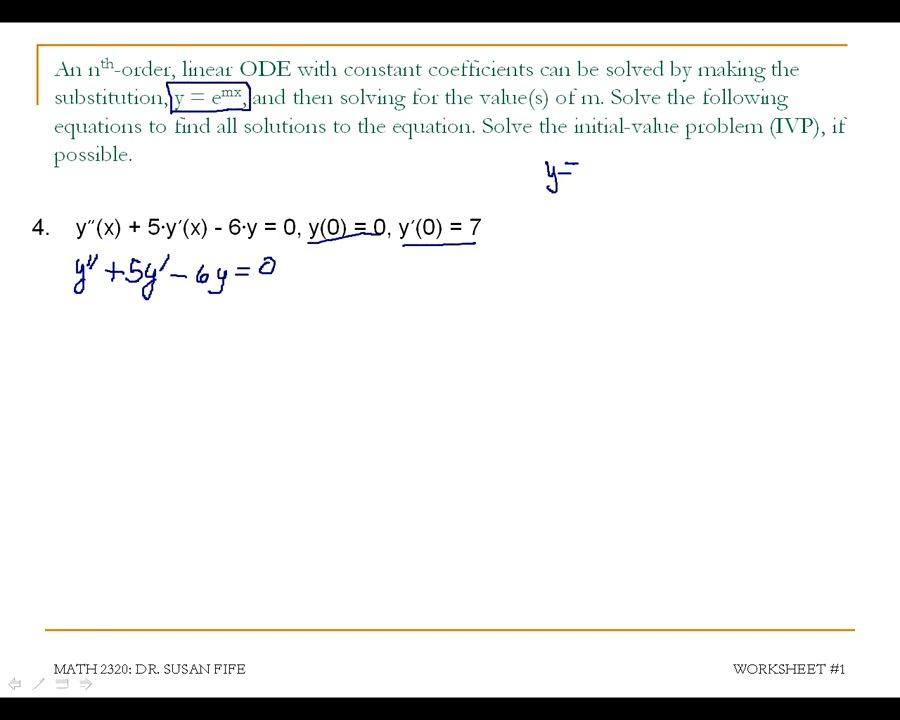 An nth-order, linear ODE with constant coefficients can be solved by making the
substitution, y = e^mx, and then solving for the value(s) of m. Solve the following
equations to find all solutions to the equation. Solve the initial-value problem (IVP), if
possible.
y=
4. y″(x) + 5·y′(x) - 6·y = 0, y(0) = 0, y′(0) = 7
y″ + 5y′ − 6y = 0
MATH 2320: DR. SUSAN FIFE
WORKSHEET #1